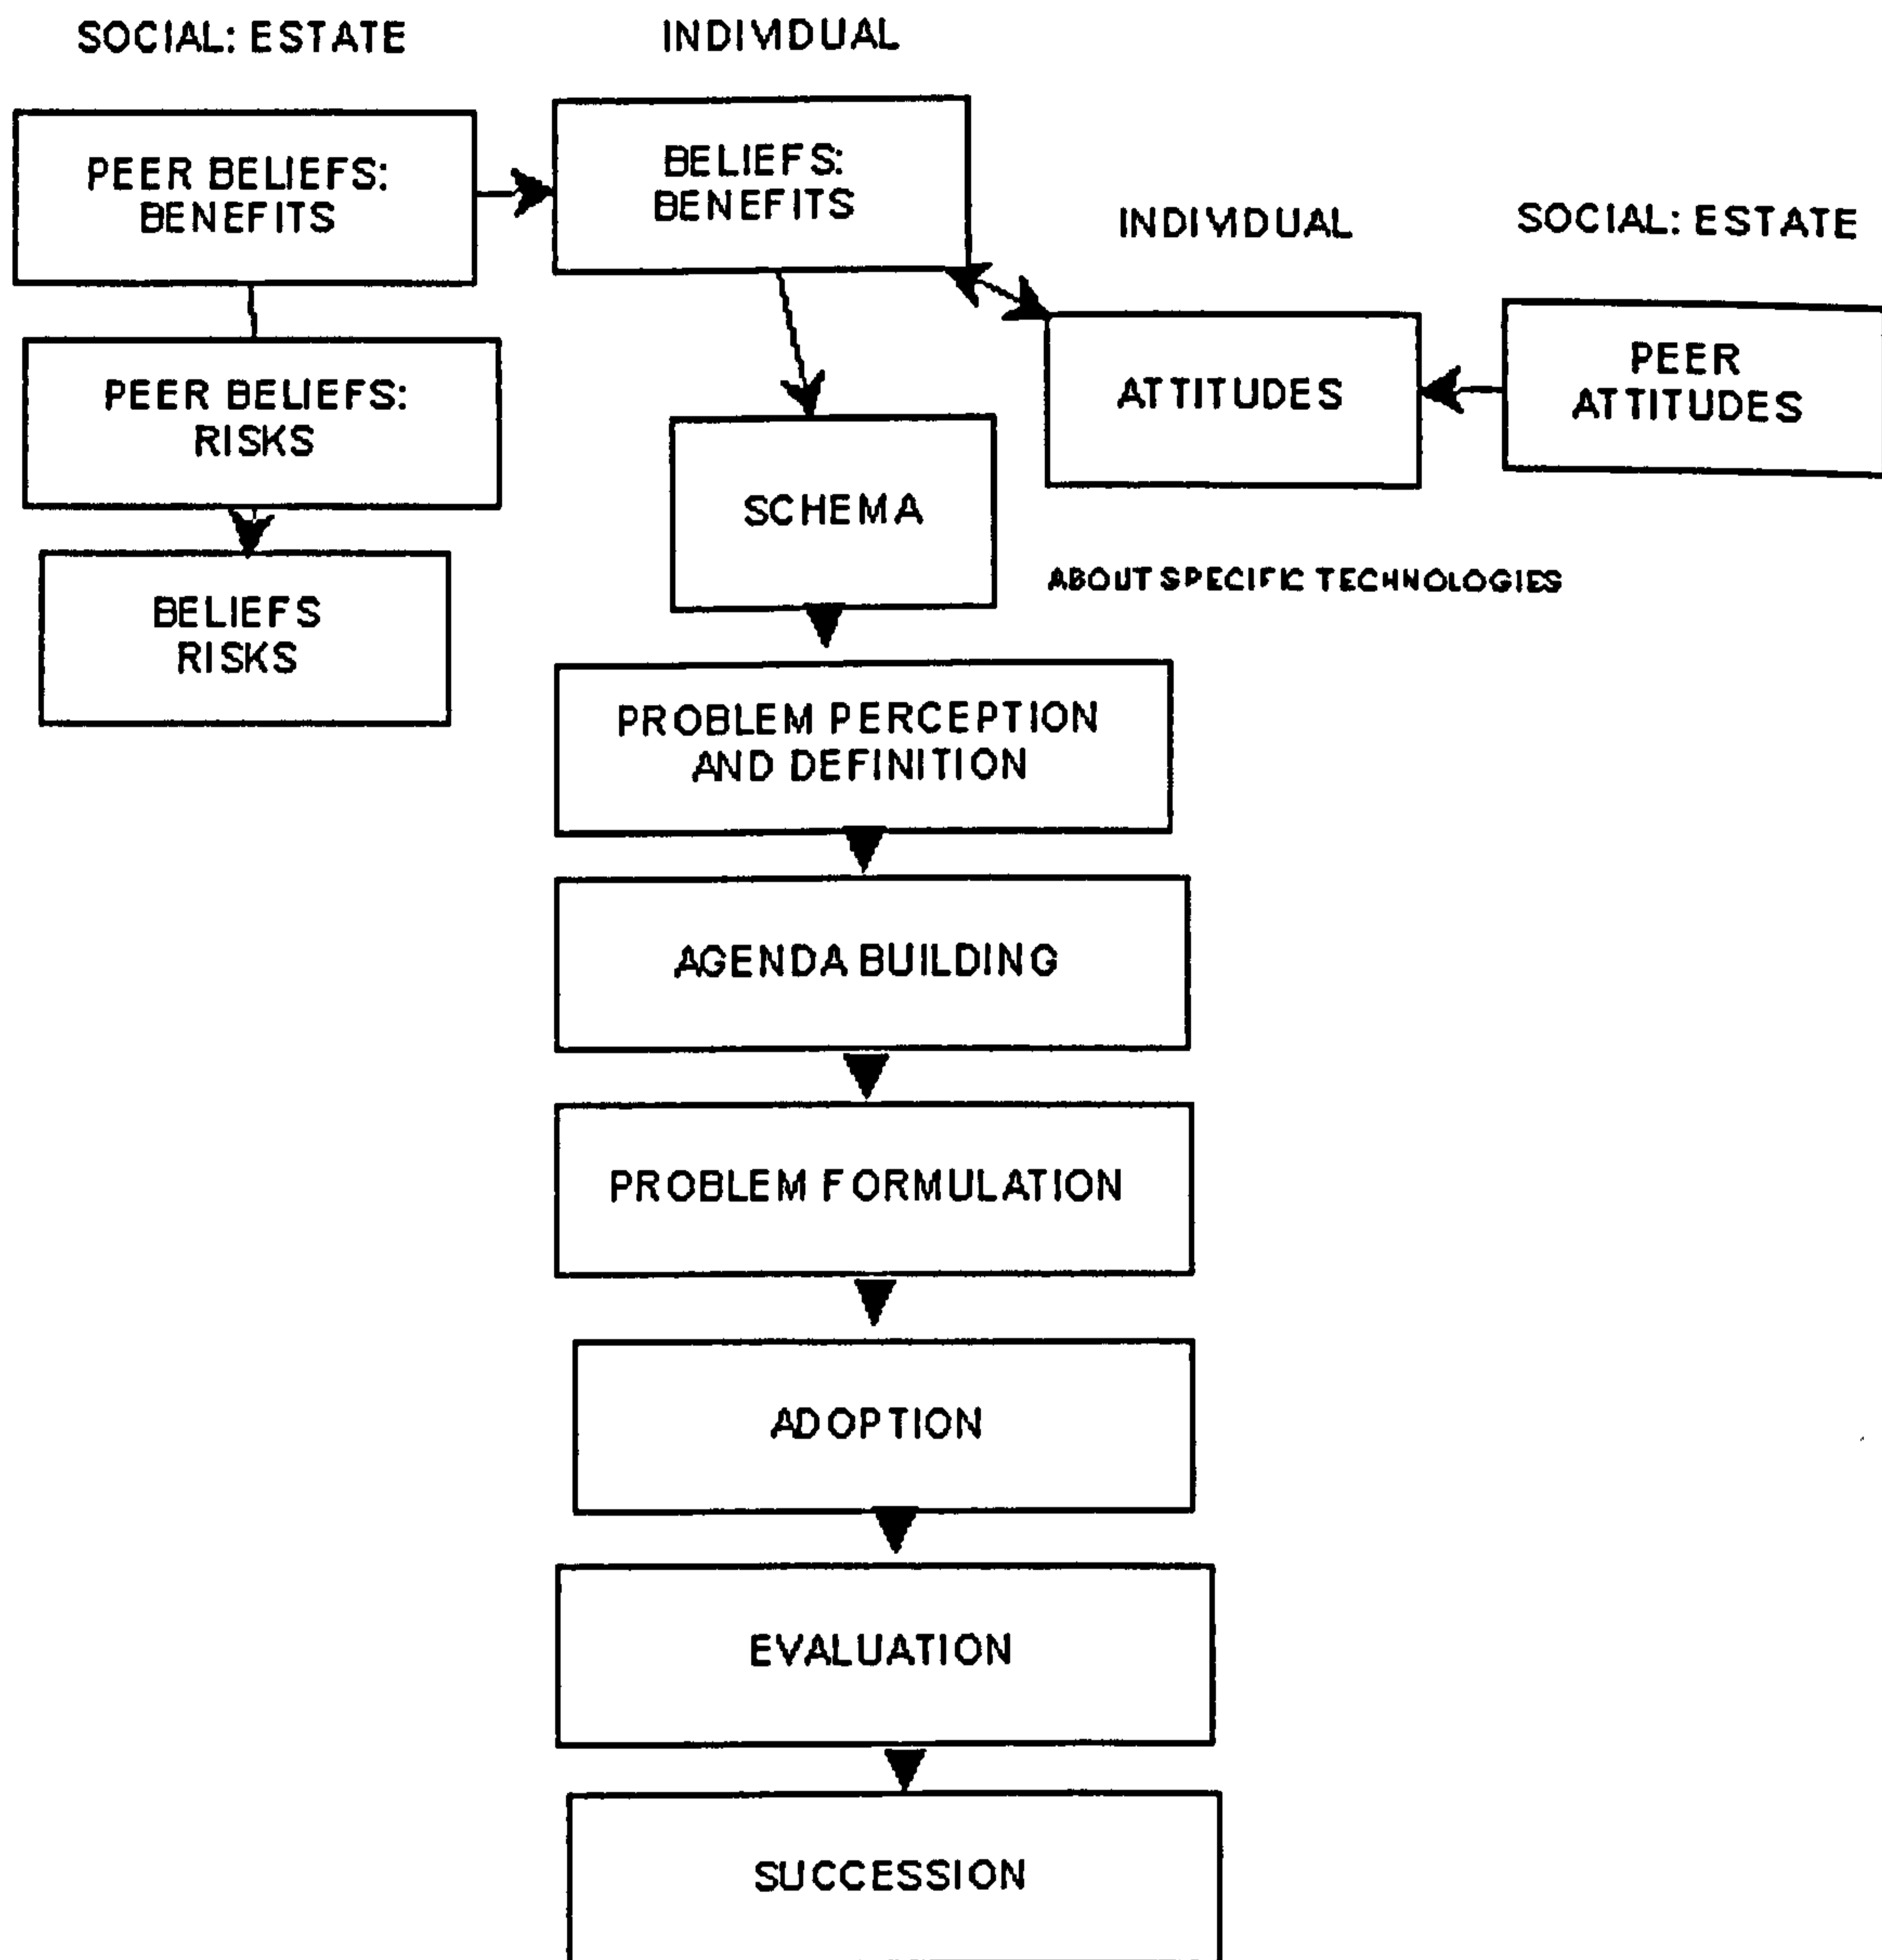 SOCIAL: ESTATE
INDIVIDUAL
PEER BELIEFS:
BENEFITS
BELIEFS:
BENEFITS
INDIVIDUAL
SOCIAL: ESTATE
PEER BELIEFS:
RISKS
ATTITUDES
PEER
ATTITUDES
SCHEMA
ABOUT SPECIFIC TECHNOLOGIES
BELIEFS
RISKS
PROBLEM PERCEPTION
AND DEFINITION
AGENDA BUILDING
PROBLEM FORMULATION
ADOPTION
EVALUATION
SUCCESSION